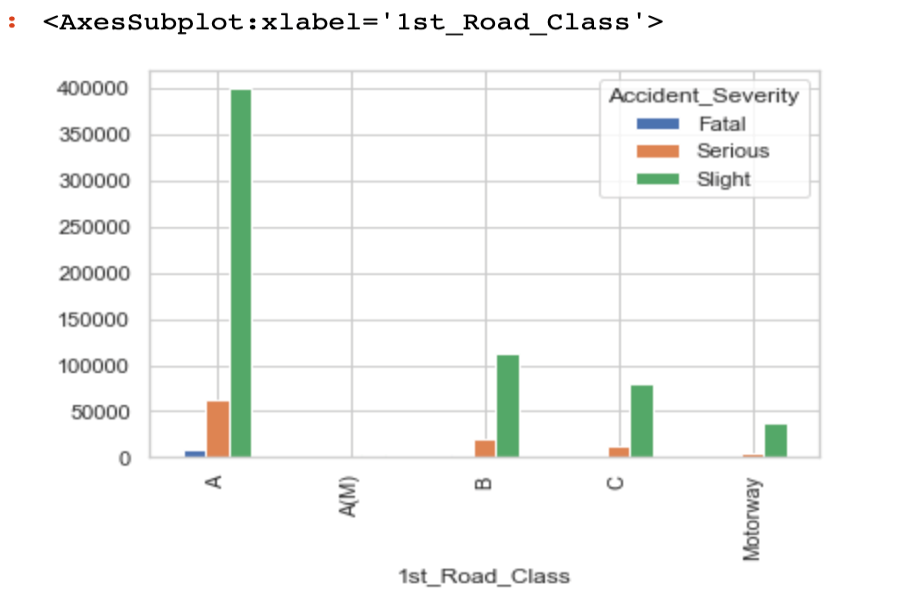 : <AxesSubplot:xlabel='1st_Road_Class'>
400000
350000
300000
250000
200000
150000
100000
50000
0
Accident_Severity
Fatal
Serious
Slight
A
A(M)
B
C
Motorway
1st_Road_Class